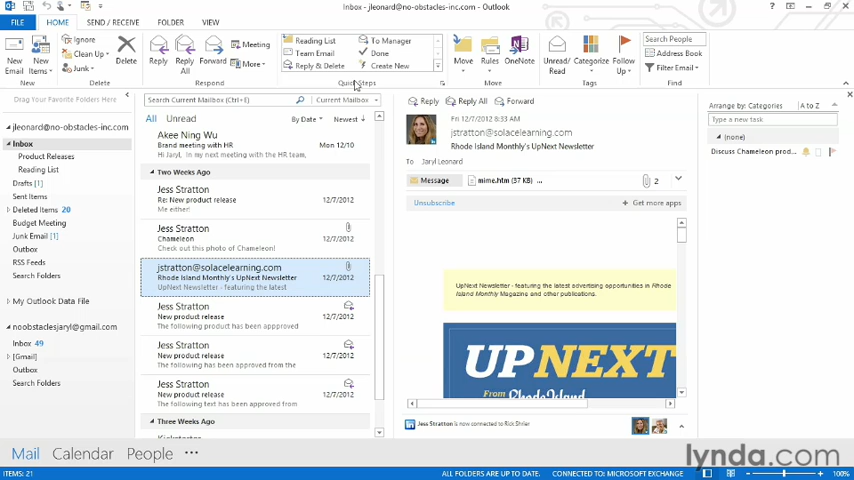 Inbox - jleonard@no-obstacles-inc.com - Outlook
FILE HOME SEND / RECEIVE FOLDER VIEW
New Email
New Items
Ignore
Clean Up
Junk
Delete
Reply
Reply All
Forward
Meeting
More
Reading List
Team Email
Reply & Delete
To Manager
Done
Create New
Move
Rules
OneNote
Unread/ Read
Categorize
Follow Up
Search People
Address Book
Filter Email
New Delete Respond Quick Steps Move Tags Find
Drag Your Favorite Folders Here
jleonard@no-obstacles-inc.com
Inbox
Product Releases
Reading List
Drafts [1]
Sent Items
Deleted Items 20
Budget Meeting
Junk Email [1]
Outbox
RSS Feeds
Search Folders
My Outlook Data File
noobstaclesjaryl@gmail.com
Inbox 49
[Gmail]
Outbox
Search Folders
Search Current Mailbox (Ctrl+E) Current Mailbox
All Unread By Date Newest
Akee Ning Wu
Brand meeting with HR Mon 12/10
Hi Jaryl, In my next meeting with the HR team,
Two Weeks Ago
Jess Stratton
Re: New product release 12/7/2012
Me either!
Jess Stratton
Chameleon 12/7/2012
Check out this photo of Chameleon!
jstratton@solacelearning.com
Rhode Island Monthly's UpNext Newsletter 12/7/2012
UpNext Newsletter - featuring the latest
Jess Stratton
New product release 12/7/2012
The following product has been appproved
Jess Stratton
New product release 12/7/2012
The following has been approved from the
Jess Stratton
New product release 12/7/2012
The following text has been approved from
Three Weeks Ago
Reply Reply All Forward
Fri 12/7/2012 8:33 AM
jstratton@solacelearning.com
Rhode Island Monthly's UpNext Newsletter
To Jaryl Leonard
Message mime.htm (37 KB) ... 2
Unsubscribe + Get more apps
UpNext Newsletter - featuring the latest advertising opportunities in Rhode
Island Monthly Magazine and other publications.
UPNEXT
From Rhode Island
Jess Stratton is now connected to Rick Shrler
Arrange by: Categories A to Z
Type a new task
(none)
Discuss Chameleon prod...
Mail Calendar People •••
ITEMS: 21 ALL FOLDERS ARE UP TO DATE. CONNECTED TO: MICROSOFT EXCHANGE 100%
lynda.com